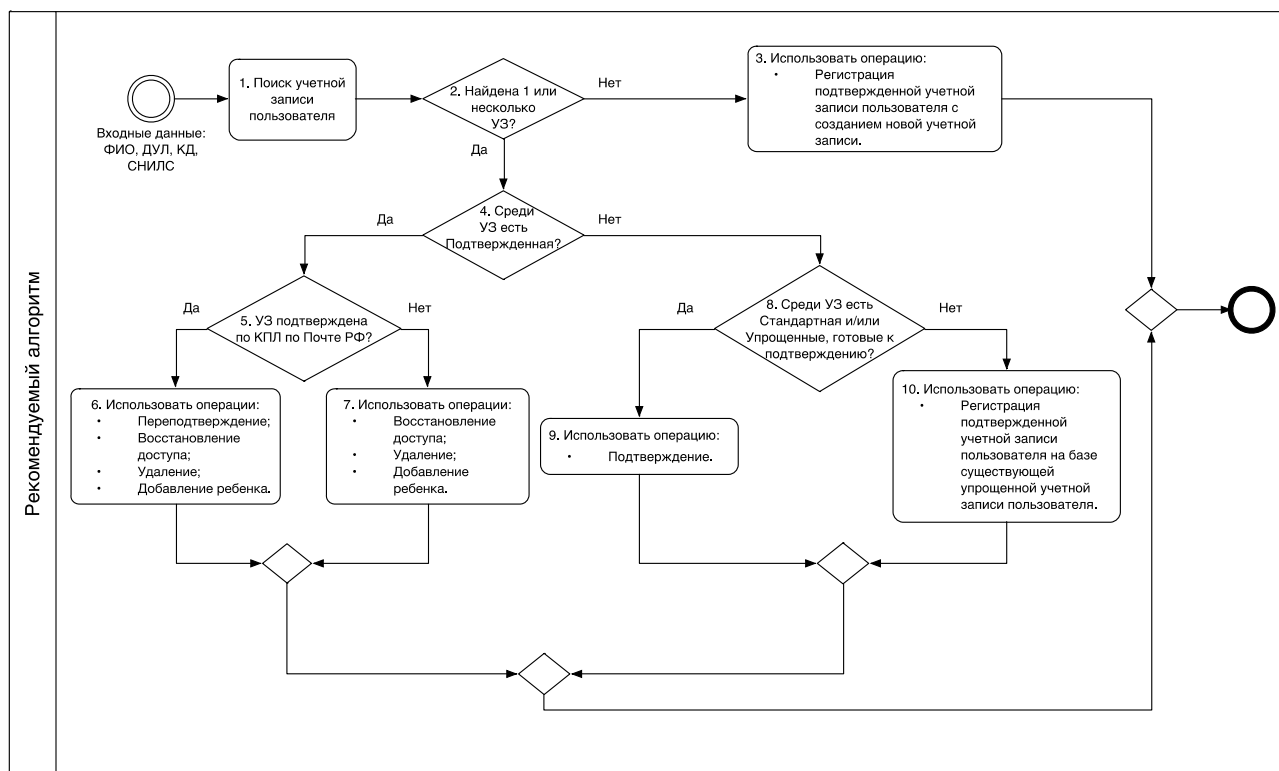 Рекомендуемый алгоритм
Входные данные:
ФИО, ДУЛ, КД,
СНИЛС
1. Поиск учетной
записи
пользователя
2. Найдена 1 или
несколько
УЗ?
Нет
3. Использовать операцию:
• Регистрация
подтвержденной учетной
записи пользователя с
созданием новой учетной
записи.
Да
4. Среди
УЗ есть
Подтвержденная?
Да
Нет
5. УЗ подтверждена
по КПЛ по Почте РФ?
Да
Нет
6. Использовать операции:
• Переподтверждение;
• Восстановление
доступа;
• Удаление;
• Добавление ребенка.
7. Использовать операции:
• Восстановление
доступа;
• Удаление;
• Добавление
ребенка.
8. Среди УЗ есть
Стандартная и/или
Упрощенные, готовые к
подтверждению?
Да
Нет
9. Использовать операцию:
• Подтверждение.
10. Использовать операцию:
• Регистрация
подтвержденной
учетной записи
пользователя на базе
существующей
упрощенной учетной
записи пользователя.